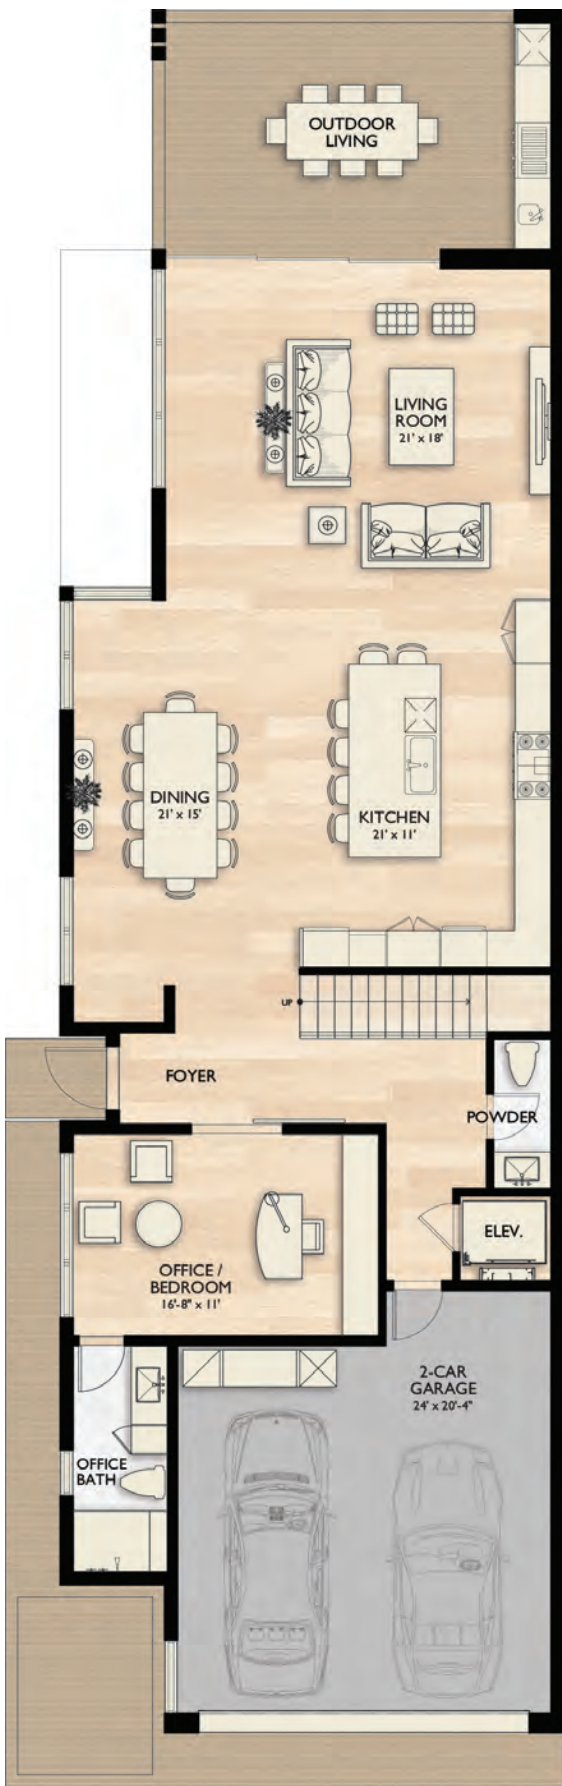 OUTDOOR
LIVING
LIVING
ROOM
21' x 18'
DINING
21' x 15'
KITCHEN
21' x 11'
UP
FOYER
POWDER
ELEV.
OFFICE /
BEDROOM
16'-8" x 11'
2-CAR
GARAGE
24' x 20'-4"
OFFICE
BATH